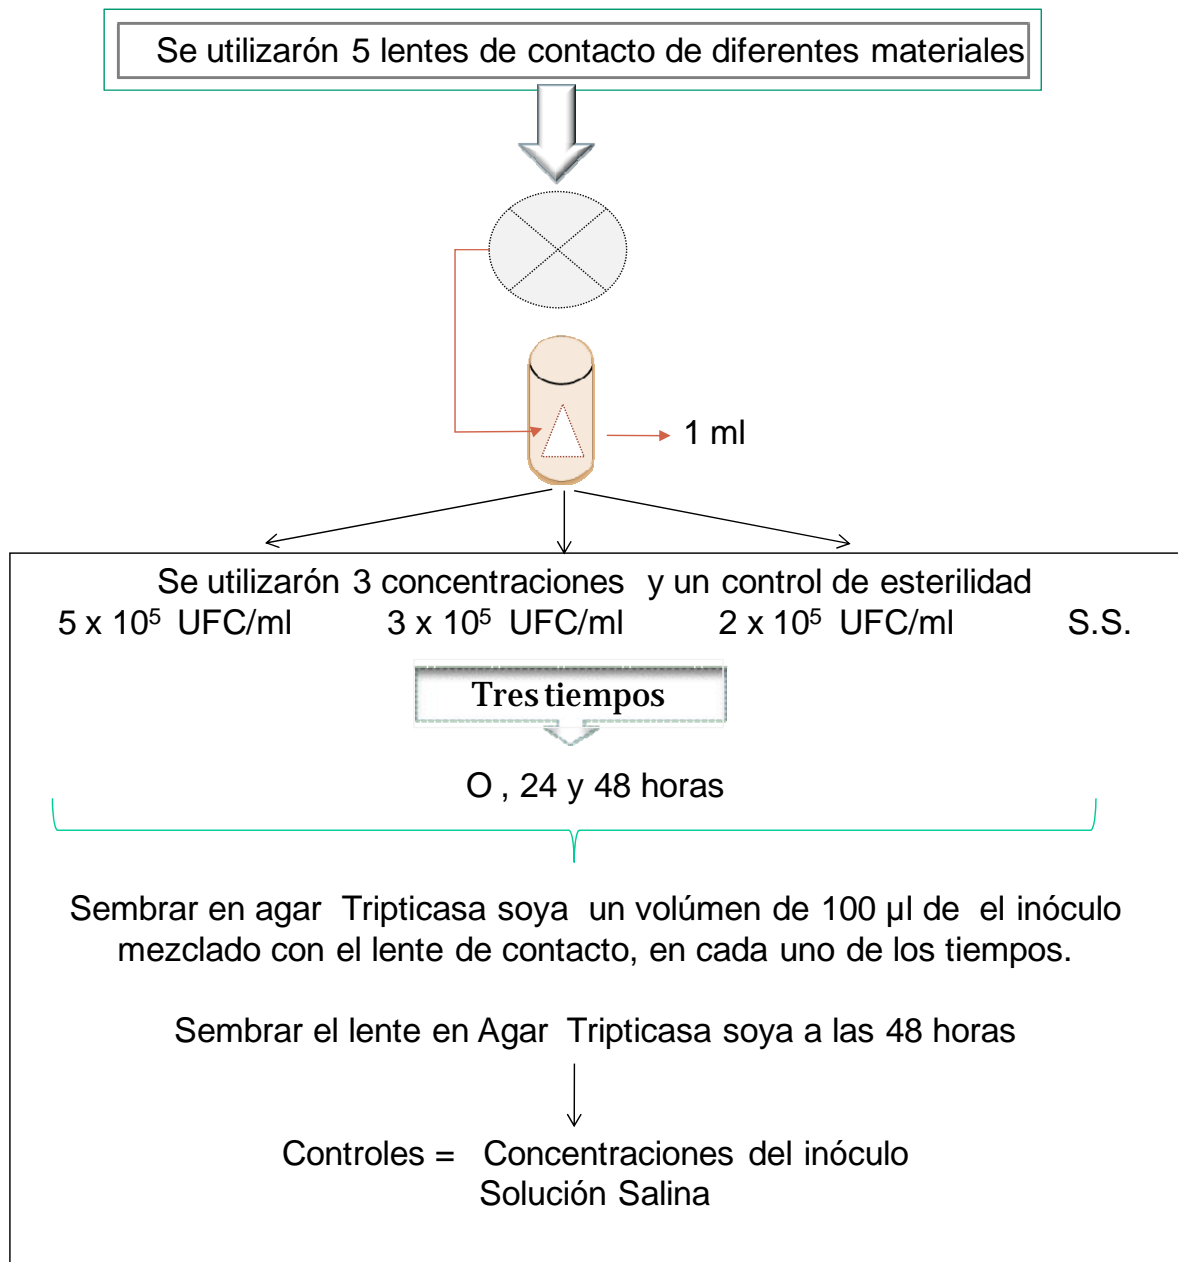 Se utilizarón 5 lentes de contacto de diferentes materiales
1 ml
Se utilizarón 3 concentraciones y un control de esterilidad
5 x 10⁵ UFC/ml 3 x 10⁵ UFC/ml 2 x 10⁵ UFC/ml S.S.
Tres tiempos
O , 24 y 48 horas
Sembrar en agar Tripticasa soya un volúmen de 100 µl de el inóculo
mezclado con el lente de contacto, en cada uno de los tiempos.
Sembrar el lente en Agar Tripticasa soya a las 48 horas
Controles = Concentraciones del inóculo
Solución Salina